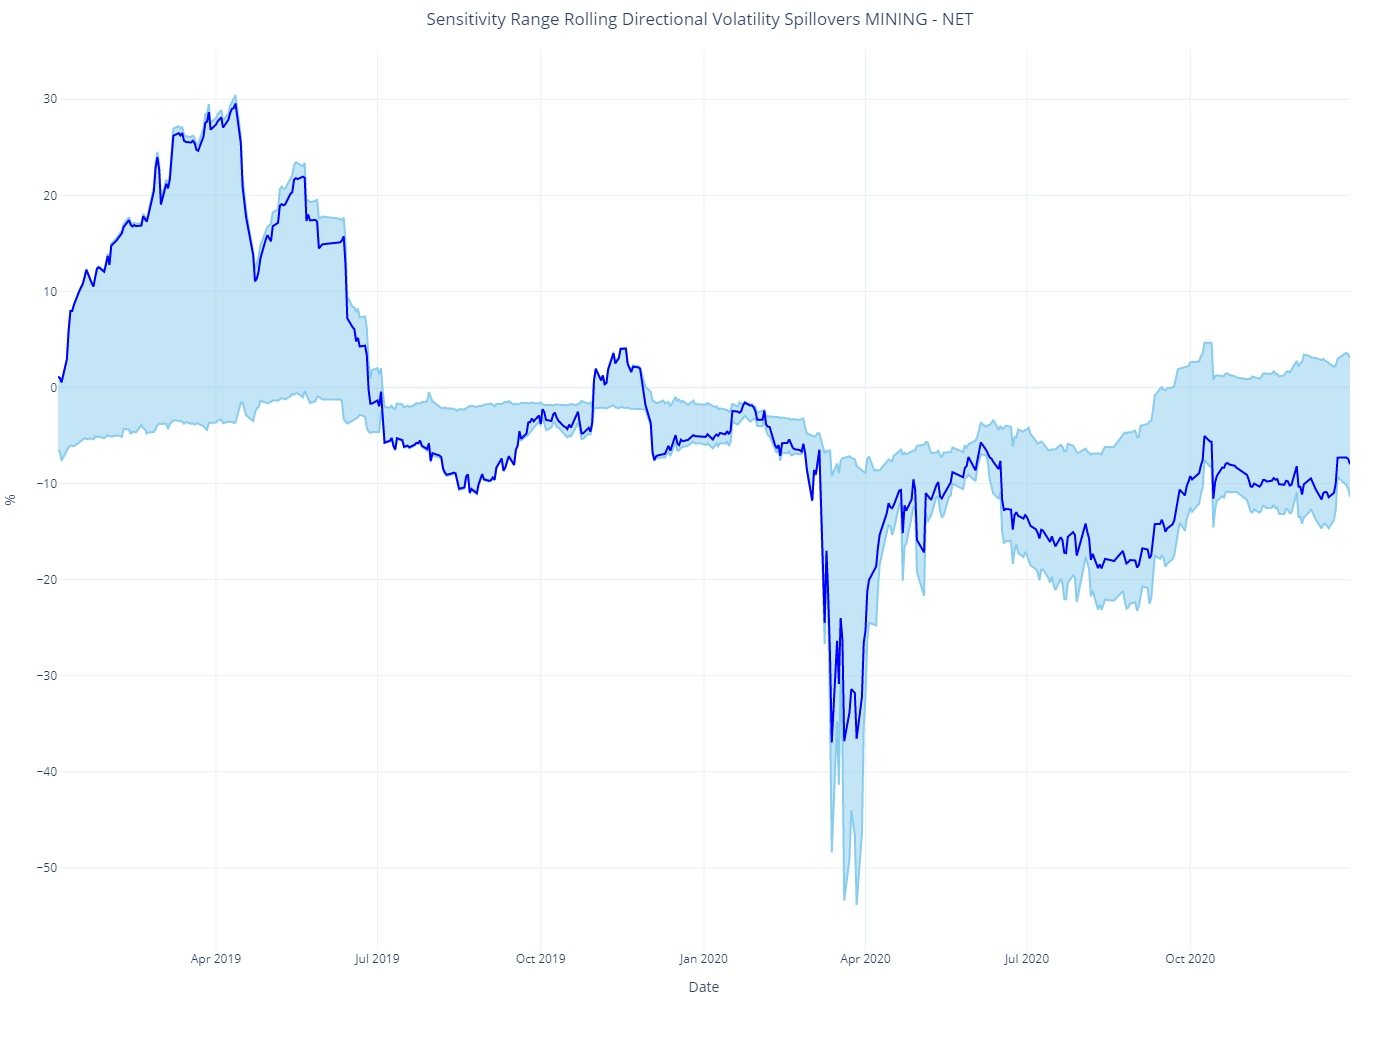 Sensitivity Range Rolling Directional Volatility Spillovers MINING - NET
30
20
10
0
−10
−20
−30
−40
−50
%
Apr 2019
Jul 2019
Oct 2019
Jan 2020
Apr 2020
Jul 2020
Oct 2020
Date